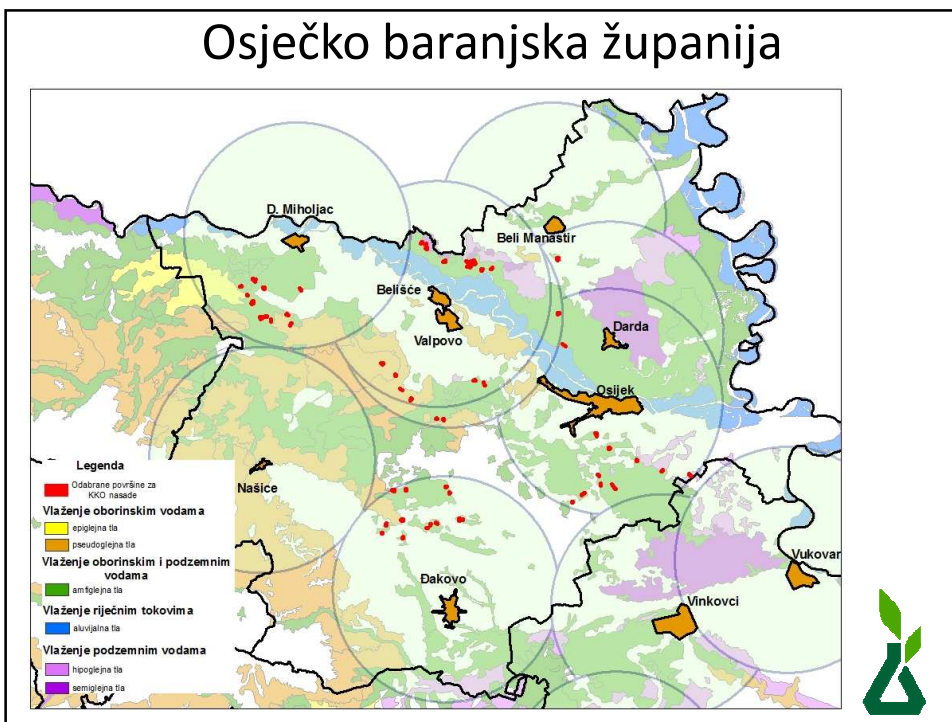 Osječko baranjska županija
D. Miholjac
Beli Manastir
Belišće
Valpovo
Darda
Osijek
Našice
Đakovo
Vinkovci
Vukovar
Legenda
Odabrane površine za
KKO nasade
Vlaženje oborinskim vodama
epiglejna tla
pseudoglejna tla
Vlaženje oborinskim i podzemnim
vodama
amfiglejna tla
Vlaženje riječnim tokovima
aluvijalna tla
Vlaženje podzemnim vodama
hipoglejna tla
semiglejna tla